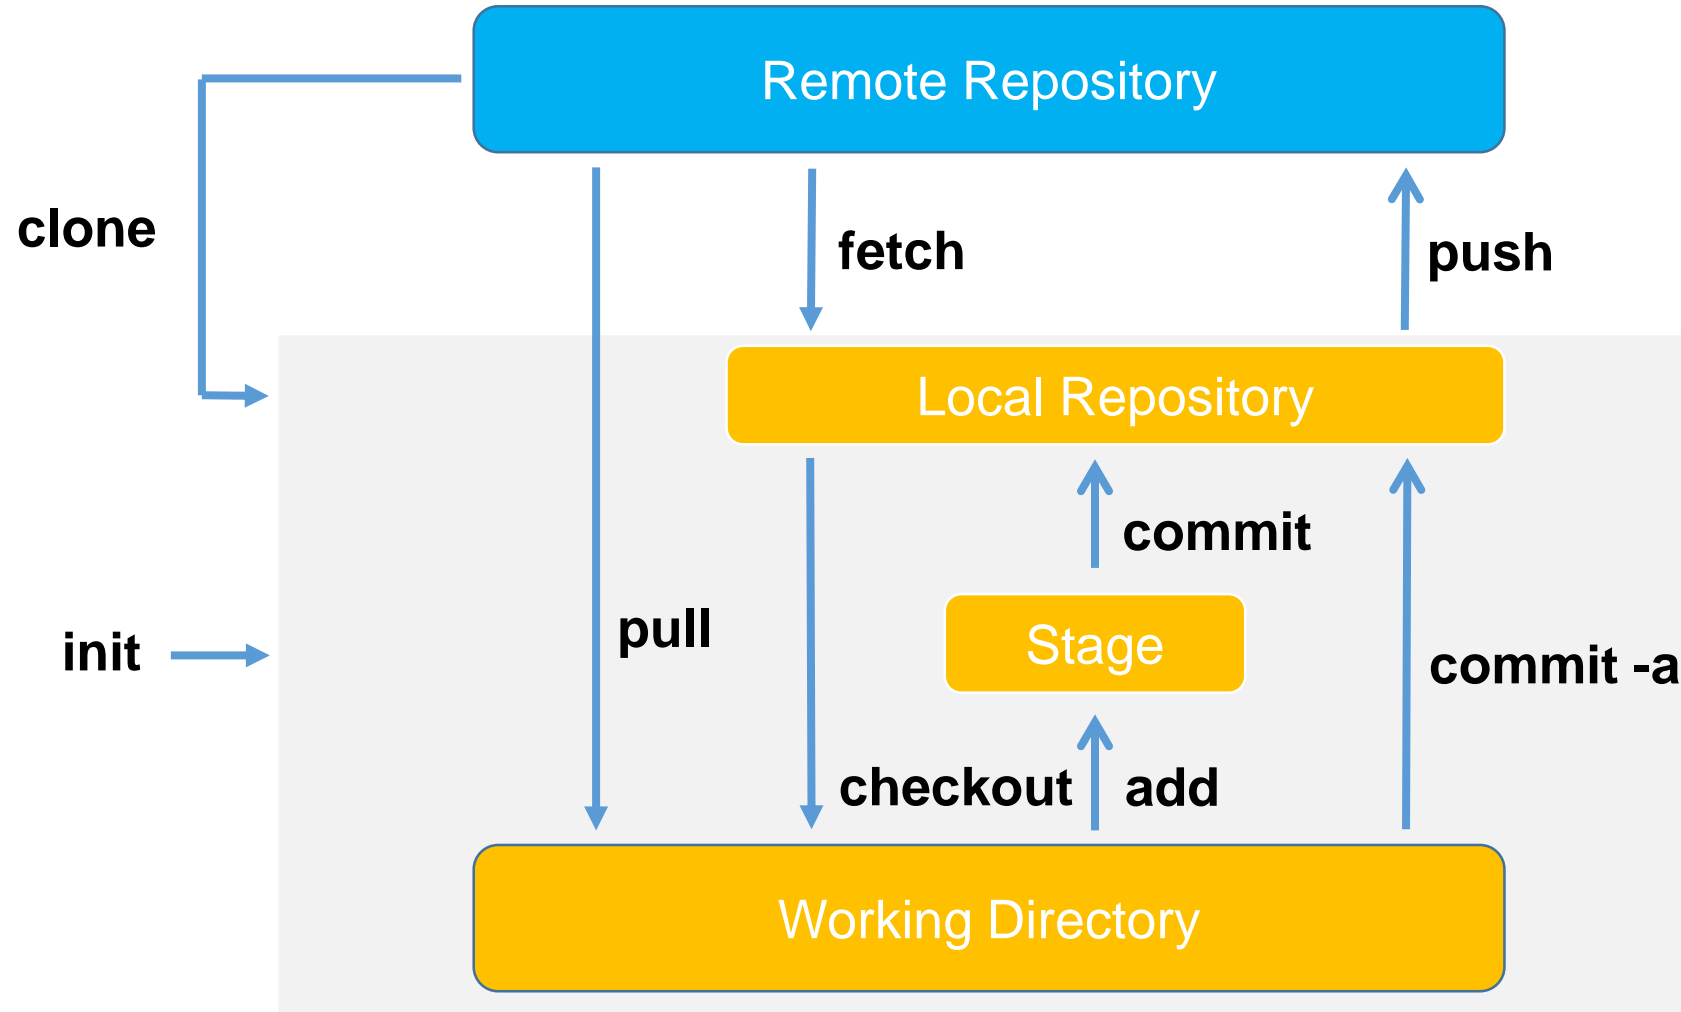 Remote Repository
clone
fetch
push
Local Repository
commit
init
pull
Stage
commit -a
checkout
add
Working Directory